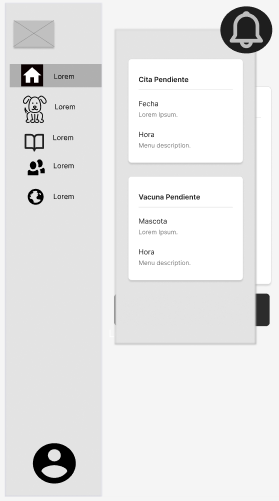 Lorem
Lorem
Lorem
Lorem
Lorem
Cita Pendiente
Fecha
Lorem Ipsum.
Hora
Menu description.
Vacuna Pendiente
Mascota
Lorem Ipsum.
Hora
Menu description.